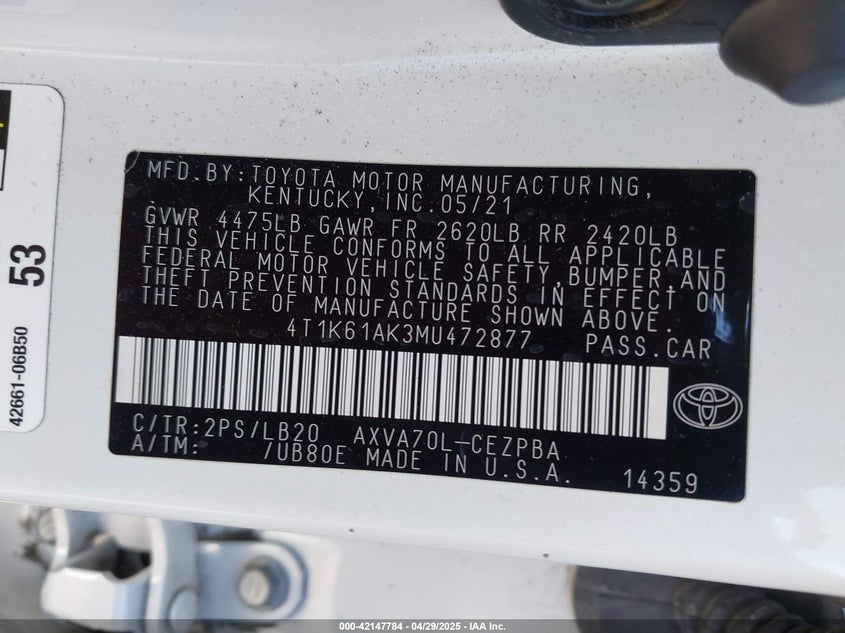 MFD.BY:TOYOTA MOTOR MANUFACTURING,
KENTUCKY,INC.05/21
GVWR 4475LB GAWR FR 2620LB RR 2420LB
THIS VEHICLE CONFORMS TO ALL APPLICABLE
FEDERAL MOTOR VEHICLE SAFETY,BUMPER,AND
THEFT PREVENTION STANDARDS IN EFFECT ON
THE DATE OF MANUFACTURE SHOWN ABOVE.
4T1K61AK3MU472877 PASS.CAR
C/TR:2PS/LB20 AXVA70L-CEZPBA
A/TM: /UB80E MADE IN U.S.A.
14359
53
42661-06B50
000-42147784 / 04/29/2025 - IAA Inc.